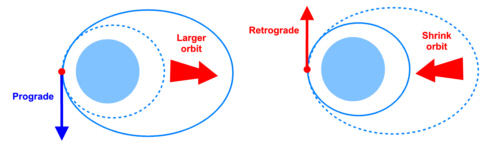 Prograde
Larger
orbit
Retrograde
Shrink
orbit